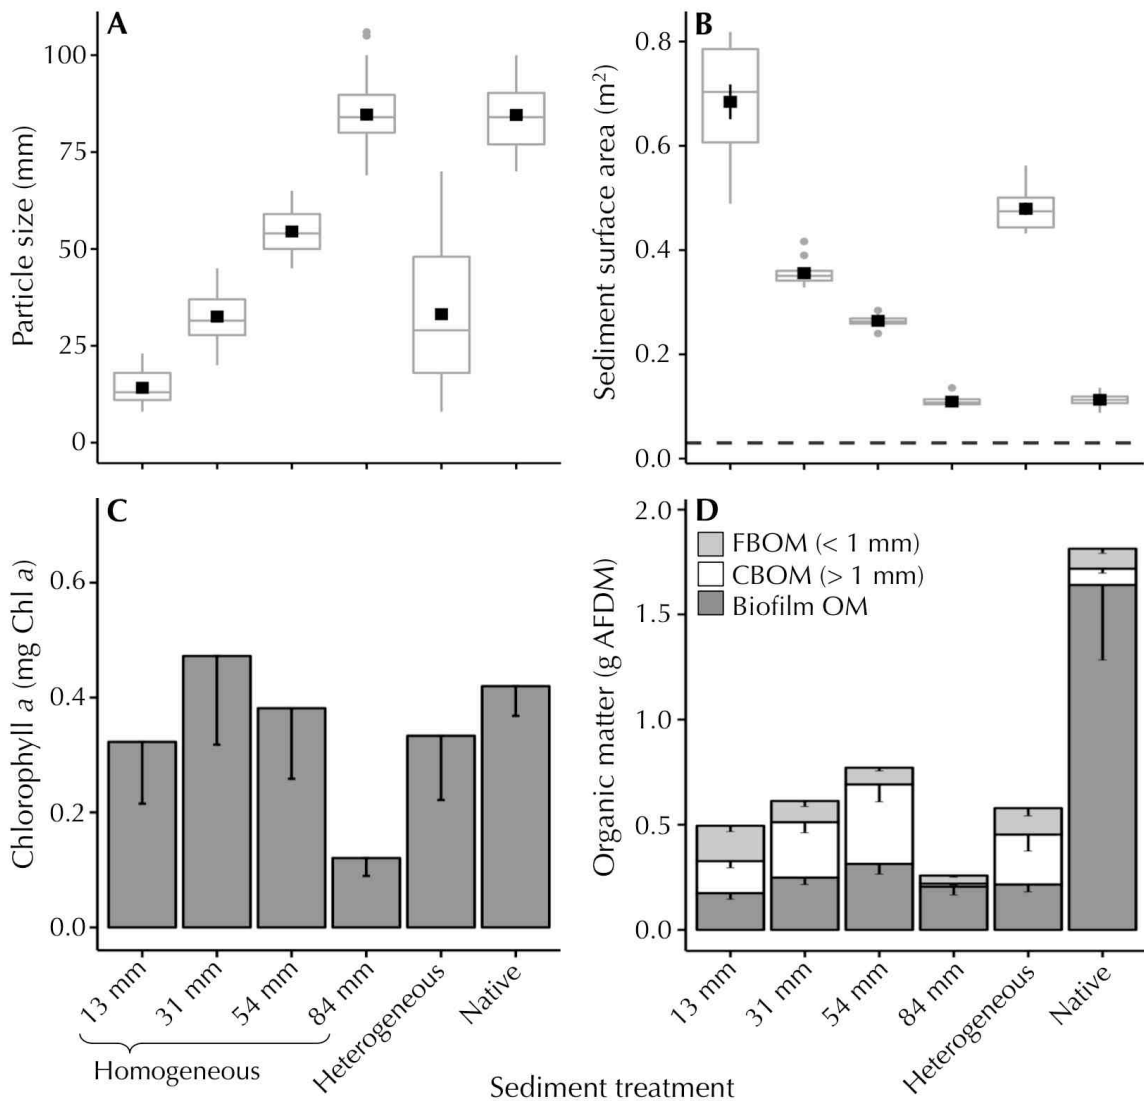 A
Particle size (mm)
100
75
50
25
0
B
Sediment surface area (m²)
0.8
0.6
0.4
0.2
0.0
C
Chlorophyll a (mg Chl a)
0.6
0.4
0.2
0.0
13 mm
31 mm
54 mm
84 mm
Heterogeneous
Native
Homogeneous
D
FBOM (< 1 mm)
CBOM (> 1 mm)
Biofilm OM
Organic matter (g AFDM)
2.0
1.5
1.0
0.5
0.0
13 mm
31 mm
54 mm
84 mm
Heterogeneous
Native
Sediment treatment